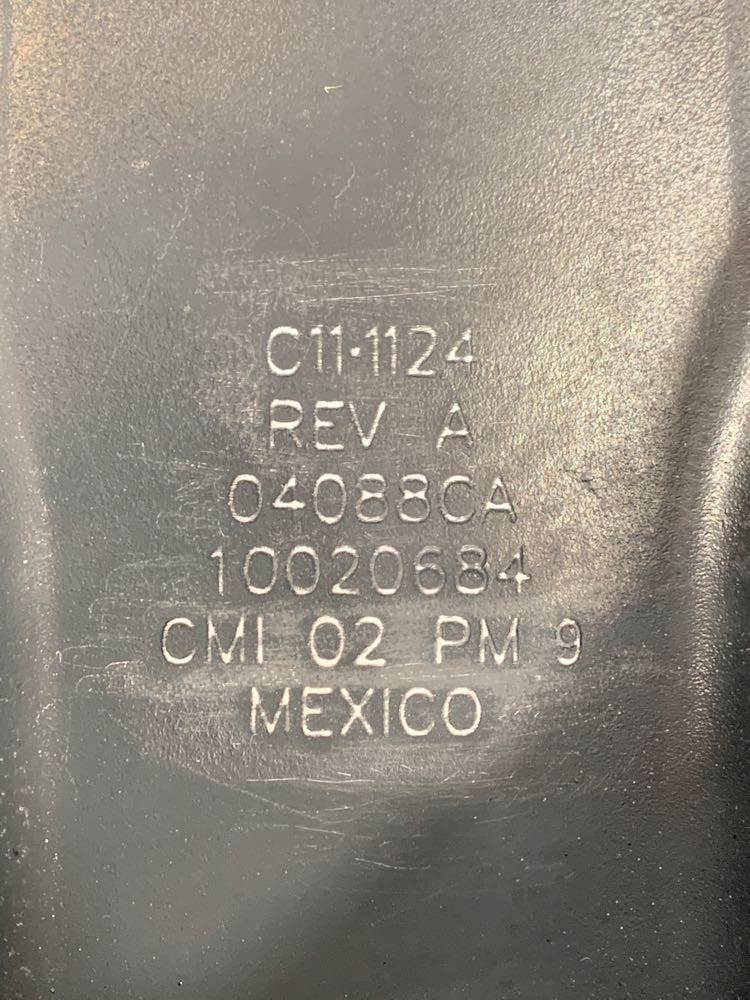 C11·1124
REV A
04088CA
10020684
CMI 02 PM 9
MEXICO